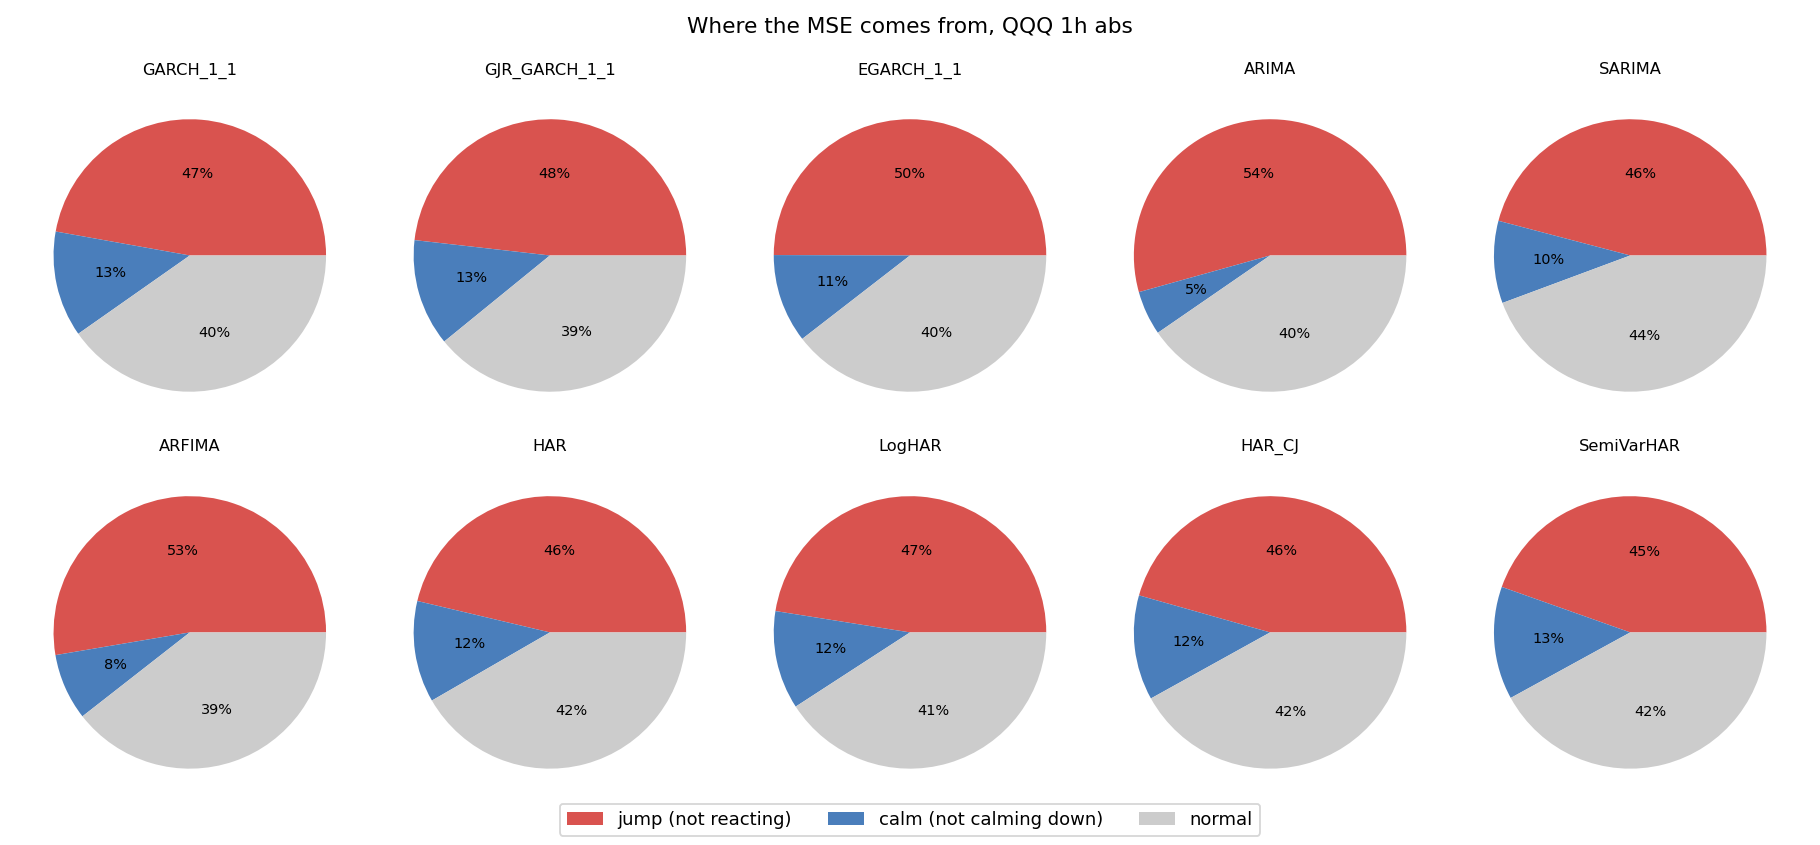 Where the MSE comes from, QQQ 1h abs
GARCH_1_1
GJR_GARCH_1_1
EGARCH_1_1
ARIMA
SARIMA
47%
13%
40%
48%
13%
39%
50%
11%
40%
54%
5%
40%
46%
10%
44%
ARFIMA
HAR
LogHAR
HAR_CJ
SemiVarHAR
53%
8%
39%
46%
12%
42%
47%
12%
41%
46%
12%
42%
45%
13%
42%
jump (not reacting)
calm (not calming down)
normal